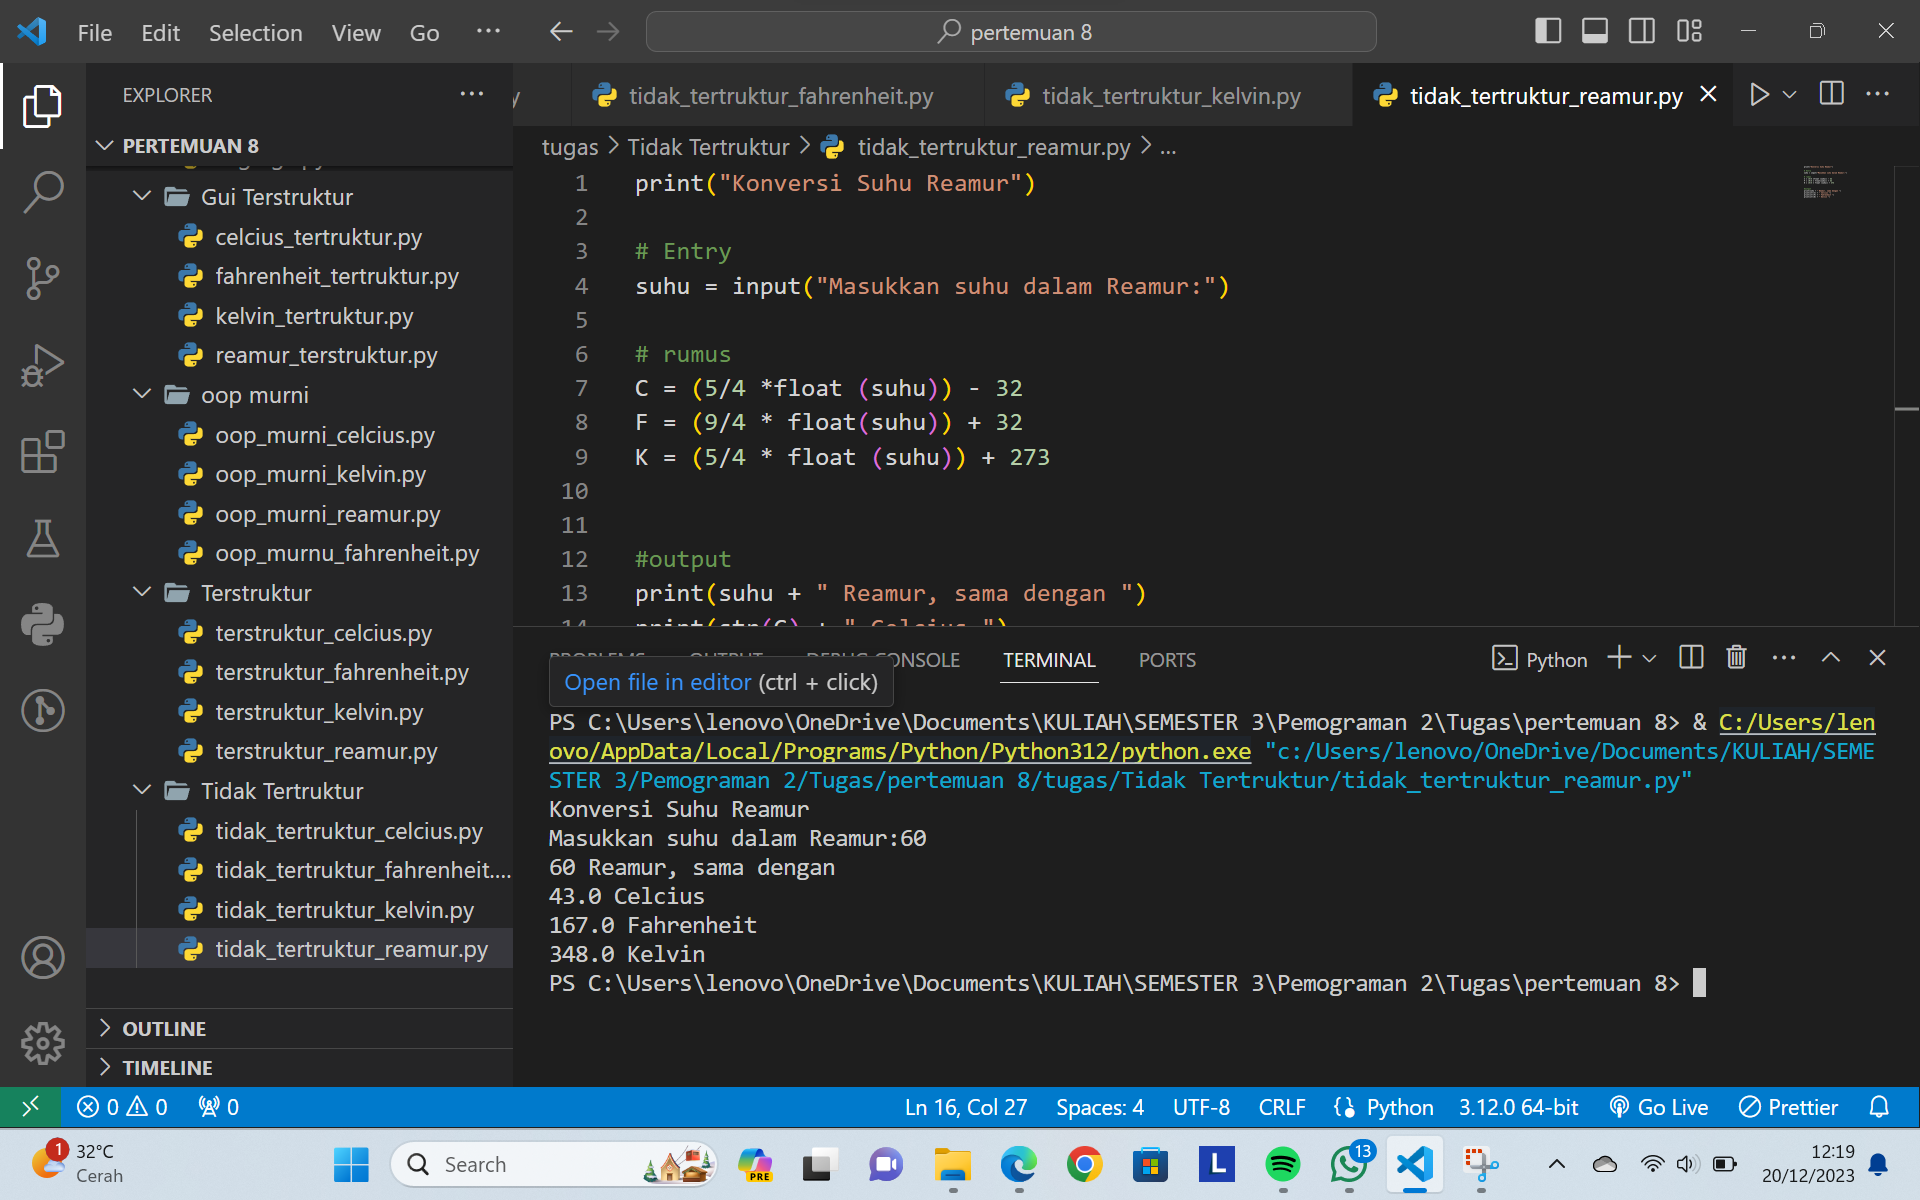 File Edit Selection View Go ... pertemuan 8
EXPLORER ...
tidak_tertruktur_fahrenheit.py tidak_tertruktur_kelvin.py tidak_tertruktur_reamur.py
PERTEMUAN 8
tugas > Tidak Tertruktur > tidak_tertruktur_reamur.py > ...
Gui Terstruktur
celcius_tertruktur.py
fahrenheit_tertruktur.py
kelvin_tertruktur.py
reamur_terstruktur.py
oop murni
oop_murni_celcius.py
oop_murni_kelvin.py
oop_murni_reamur.py
oop_murnu_fahrenheit.py
Terstruktur
terstruktur_celcius.py
terstruktur_fahrenheit.py
terstruktur_kelvin.py
terstruktur_reamur.py
Tidak Tertruktur
tidak_tertruktur_celcius.py
tidak_tertruktur_fahrenheit....
tidak_tertruktur_kelvin.py
tidak_tertruktur_reamur.py
OUTLINE
TIMELINE
1 print("Konversi Suhu Reamur")
2
3 # Entry
4 suhu = input("Masukkan suhu dalam Reamur:")
5
6 # rumus
7 C = (5/4 *float (suhu)) - 32
8 F = (9/4 * float(suhu)) + 32
9 K = (5/4 * float (suhu)) + 273
10
11
12 #output
13 print(suhu + " Reamur, sama dengan ")
14 print(str(C) + " Celcius ")
PROBLEMS OUTPUT DEBUG CONSOLE TERMINAL PORTS Python
Open file in editor (ctrl + click)
PS C:\Users\lenovo\OneDrive\Documents\KULIAH\SEMESTER 3\Pemograman 2\Tugas\pertemuan 8> & C:/Users/len
ovo/AppData/Local/Programs/Python/Python312/python.exe "c:/Users/lenovo/OneDrive/Documents/KULIAH/SEME
STER 3/Pemograman 2/Tugas/pertemuan 8/tugas/Tidak Tertruktur/tidak_tertruktur_reamur.py"
Konversi Suhu Reamur
Masukkan suhu dalam Reamur:60
60 Reamur, sama dengan
43.0 Celcius
167.0 Fahrenheit
348.0 Kelvin
PS C:\Users\lenovo\OneDrive\Documents\KULIAH\SEMESTER 3\Pemograman 2\Tugas\pertemuan 8>
0 0 0 Ln 16, Col 27 Spaces: 4 UTF-8 CRLF Python 3.12.0 64-bit Go Live Prettier
1 32°C
Cerah
Search
PRE
L
13
12:19
20/12/2023